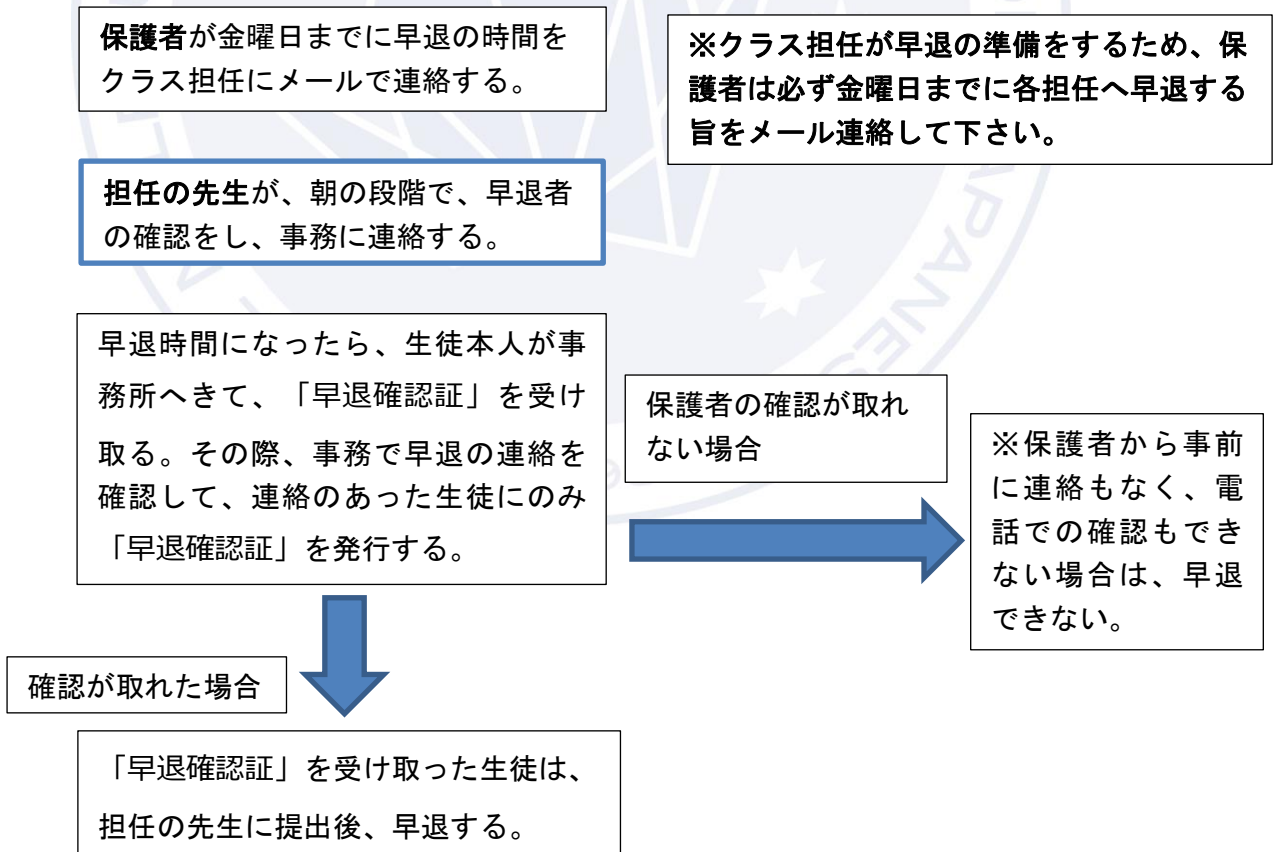 保護者が金曜日までに早退の時間を
クラス担任にメールで連絡する。
※クラス担任が早退の準備をするため、保
護者は必ず金曜日までに各担任へ早退する
旨をメール連絡して下さい。
担任の先生が、朝の段階で、早退者
の確認をし、事務に連絡する。
早退時間になったら、生徒本人が事
務所へきて、「早退確認証」を受け
取る。その際、事務で早退の連絡を
確認して、連絡のあった生徒にのみ
「早退確認証」を発行する。
保護者の確認が取れ
ない場合
※保護者から事前
に連絡もなく、電
話での確認もでき
ない場合は、早退
できない。
確認が取れた場合
「早退確認証」を受け取った生徒は、
担任の先生に提出後、早退する。